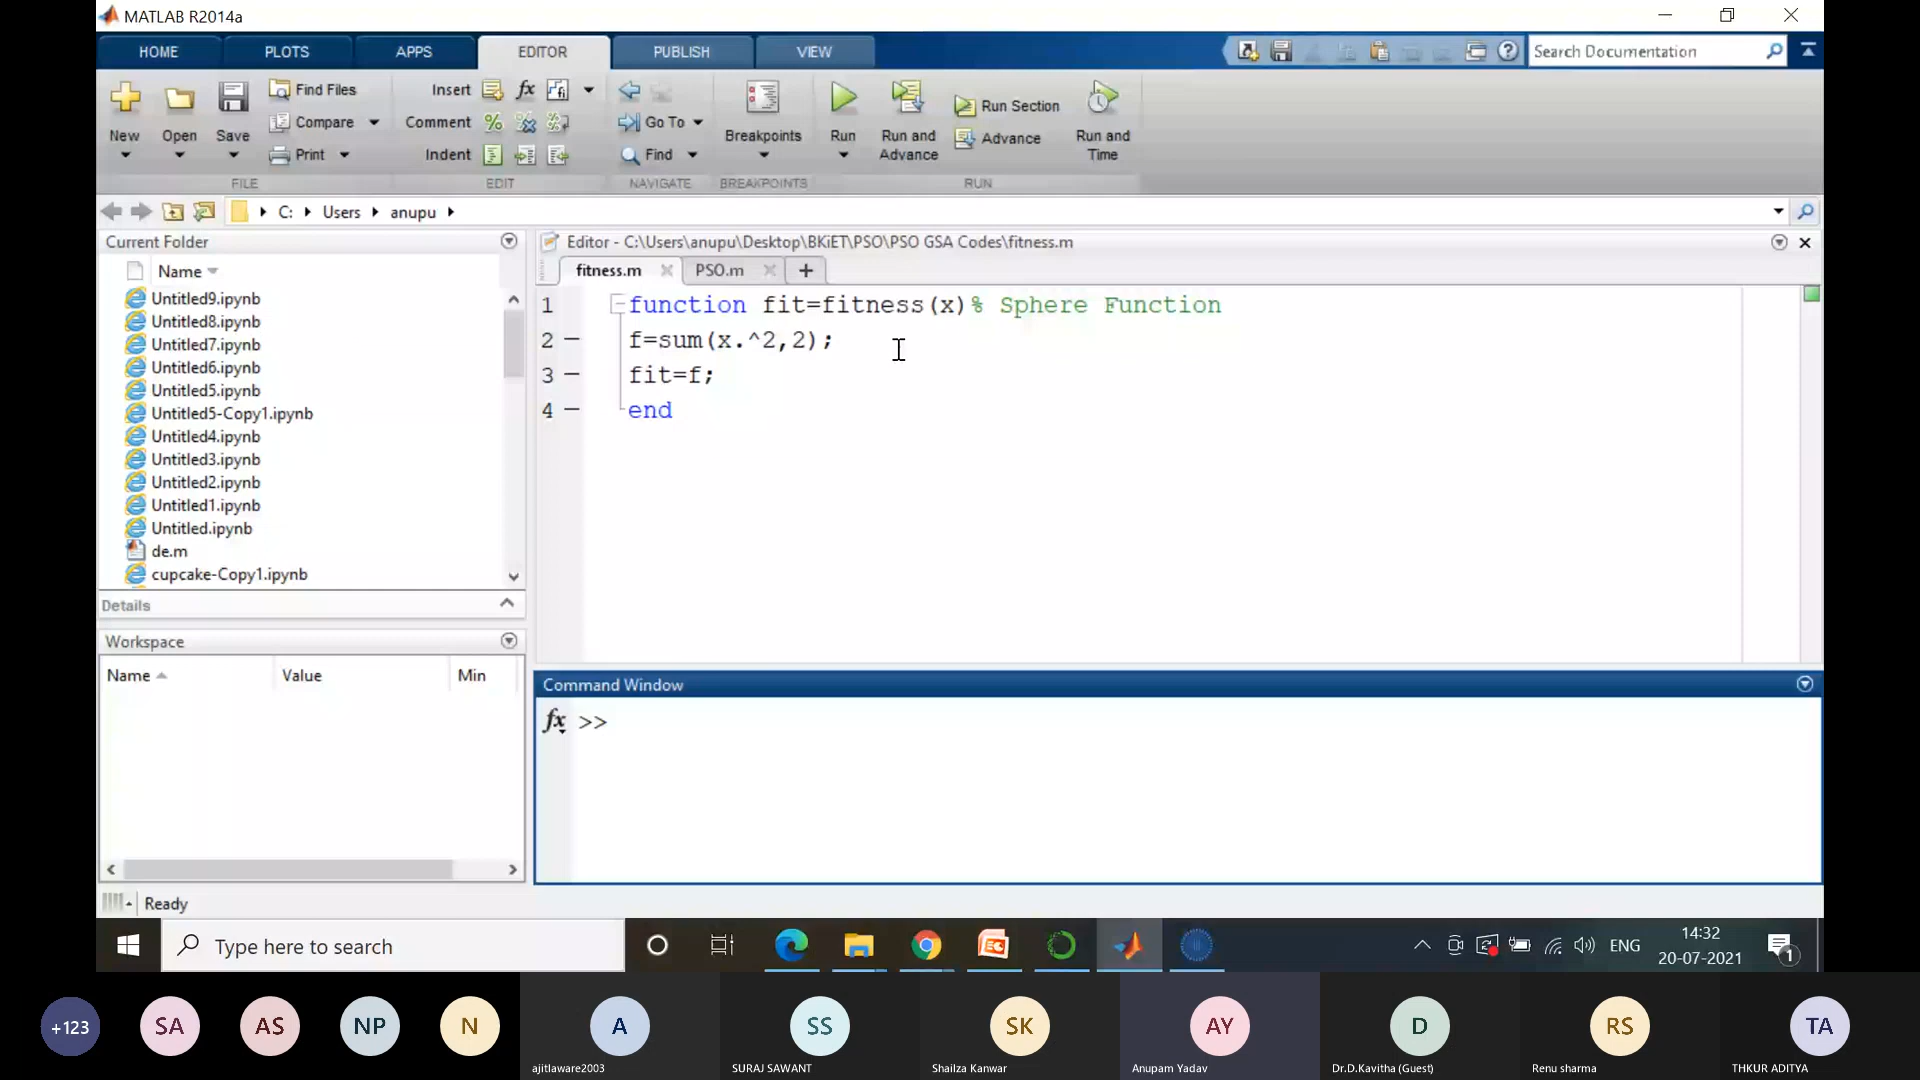 MATLAB R2014a
HOME PLOTS APPS EDITOR PUBLISH VIEW
Search Documentation
New Open Save
Find Files
Compare
Print
FILE
Insert fx
Comment
Indent
EDIT
Go To
Find
NAVIGATE
Breakpoints
BREAKPOINTS
Run
Run and Advance
Run Section
Advance
Run and Time
RUN
C: Users anupu
Current Folder
Name
Untitled9.ipynb
Untitled8.ipynb
Untitled7.ipynb
Untitled6.ipynb
Untitled5.ipynb
Untitled5-Copy1.ipynb
Untitled4.ipynb
Untitled3.ipynb
Untitled2.ipynb
Untitled1.ipynb
Untitled.ipynb
de.m
cupcake-Copy1.ipynb
Details
Workspace
Name Value Min
Editor - C:\Users\anupu\Desktop\BKiET\PSO\PSO GSA Codes\fitness.m
fitness.m PSO.m +
1 function fit=fitness(x)% Sphere Function
2 f=sum(x.^2,2);
3 fit=f;
4 end
Command Window
fx >>
Ready
Type here to search
ENG
14:32
20-07-2021
1
+123 SA AS NP N A SS SK AY D RS TA
ajitlaware2003 SURAJ SAWANT Shailza Kanwar Anupam Yadav Dr.D.Kavitha (Guest) Renu sharma THKUR ADITYA